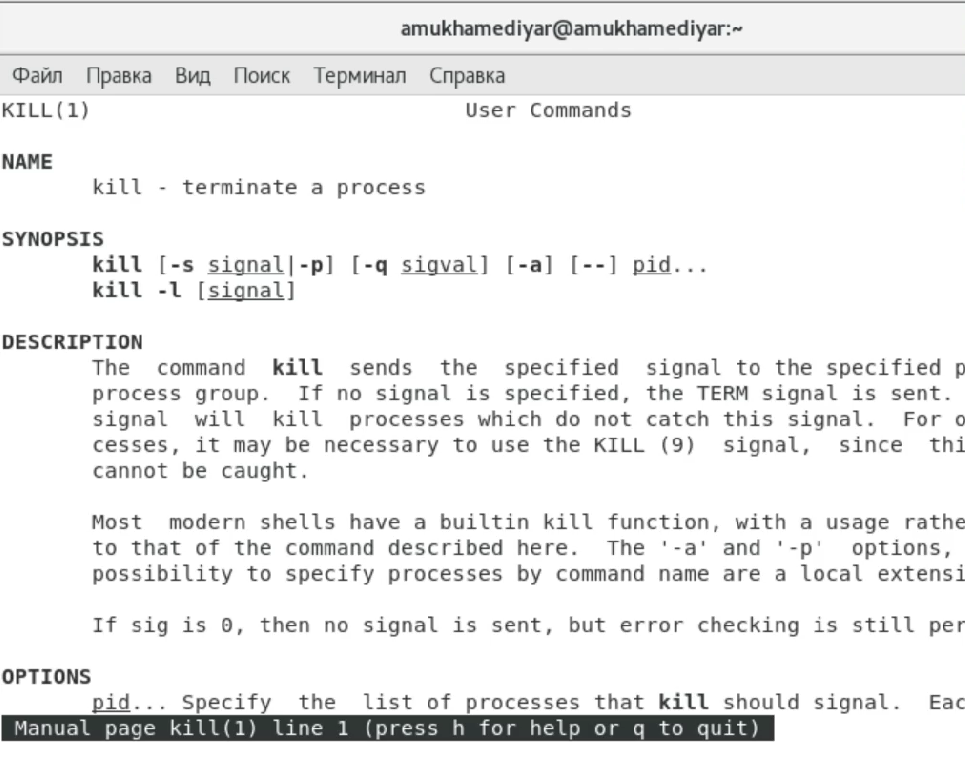 amukhamediyar@amukhamediyar:~
Файл Правка Вид Поиск Терминал Справка
KILL(1) User Commands
NAME
kill - terminate a process
SYNOPSIS
kill [-s signal|-p] [-q sigval] [-a] [--] pid...
kill -l [signal]
DESCRIPTION
The command kill sends the specified signal to the specified p
process group. If no signal is specified, the TERM signal is sent.
signal will kill processes which do not catch this signal. For o
cesses, it may be necessary to use the KILL (9) signal, since thi
cannot be caught.
Most modern shells have a builtin kill function, with a usage rathe
to that of the command described here. The '-a' and '-p' options,
possibility to specify processes by command name are a local extensi
If sig is 0, then no signal is sent, but error checking is still per
OPTIONS
pid... Specify the list of processes that kill should signal. Eac
Manual page kill(1) line 1 (press h for help or q to quit)